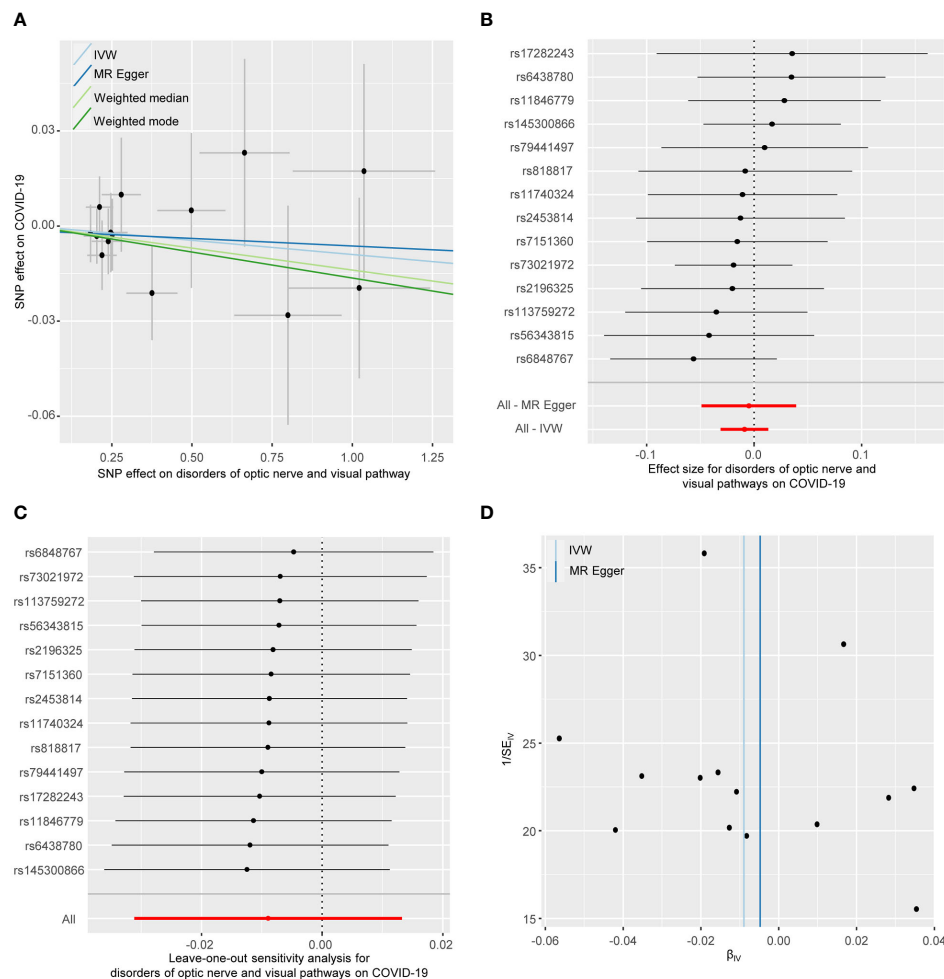 A
IVW
MR Egger
Weighted median
Weighted mode
SNP effect on COVID-19
0.03
0.00
-0.03
-0.06
0.25
0.50
0.75
1.00
1.25
SNP effect on disorders of optic nerve and visual pathway
B
rs17282243
rs6438780
rs11846779
rs145300866
rs79441497
rs818817
rs11740324
rs2453814
rs7151360
rs73021972
rs2196325
rs113759272
rs56343815
rs6848767
All - MR Egger
All - IVW
-0.1
0.0
0.1
Effect size for disorders of optic nerve and
visual pathways on COVID-19
C
rs6848767
rs73021972
rs113759272
rs56343815
rs2196325
rs7151360
rs2453814
rs11740324
rs818817
rs79441497
rs17282243
rs11846779
rs6438780
rs145300866
All
-0.02
0.00
0.02
Leave-one-out sensitivity analysis for
disorders of optic nerve and visual pathways on COVID-19
D
IVW
MR Egger
1/SE_IV
35
30
25
20
15
-0.06
-0.04
-0.02
0.00
0.02
0.04
β_IV